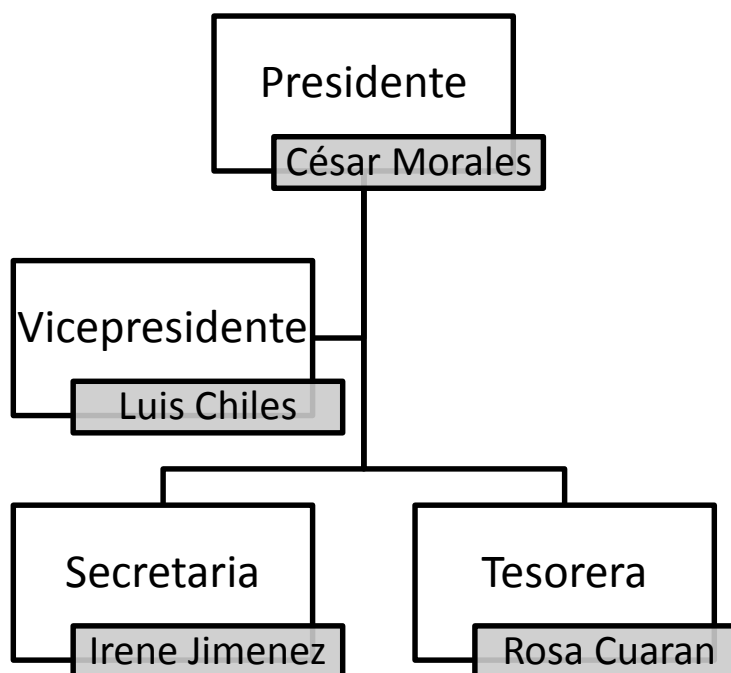 Presidente
César Morales
Vicepresidente
Luis Chiles
Secretaria
Irene Jimenez
Tesorera
Rosa Cuaran